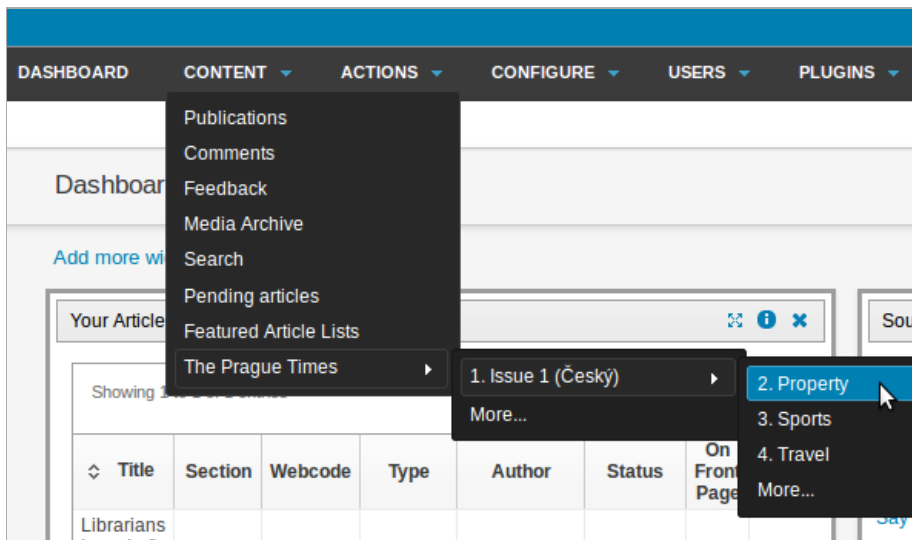 DASHBOARD CONTENT ACTIONS CONFIGURE USERS PLUGINS
Publications
Comments
Feedback
Media Archive
Search
Pending articles
Featured Article Lists
The Prague Times
1. Issue 1 (Český)
More...
2. Property
3. Sports
4. Travel
More...
Dashboar
Add more wi
Your Article
Sou
Showing 1
Title Section Webcode Type Author Status On
Front
Page
Librarians
Say